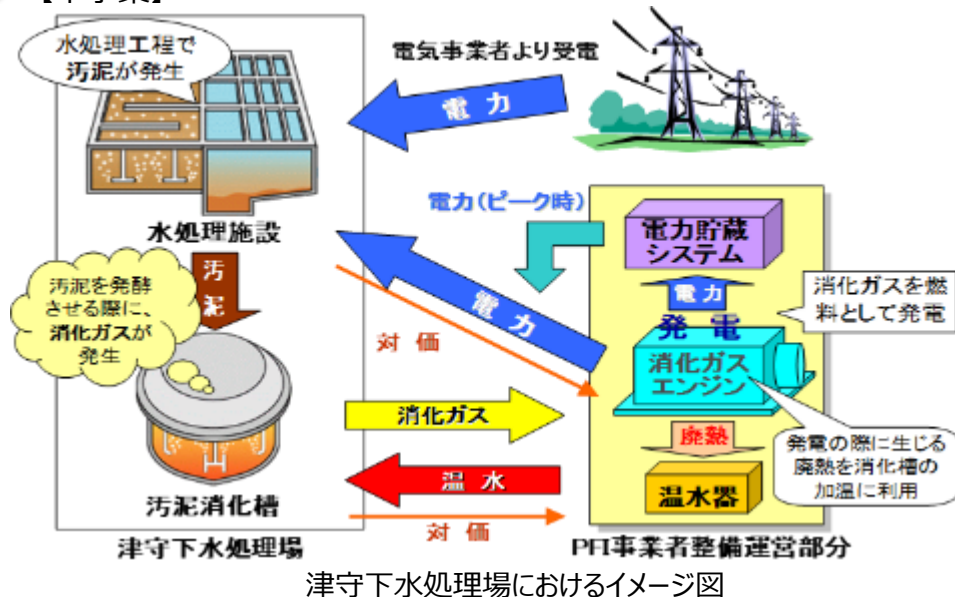 【本事業】
水処理工程で
汚泥が発生
電気事業者より受電
電力
水処理施設
電力(ピーク時)
電力貯蔵
システム
汚泥
汚泥を発酵
させる際に、
消化ガスが
発生
電力
対価
電力
発電
消化ガスを燃
料として発電
消化ガス
エンジン
消化ガス
廃熱
発電の際に生じる
廃熱を消化槽の
加温に利用
温水
温水器
汚泥消化槽
対価
津守下水処理場
PFI事業者整備運営部分
津守下水処理場におけるイメージ図